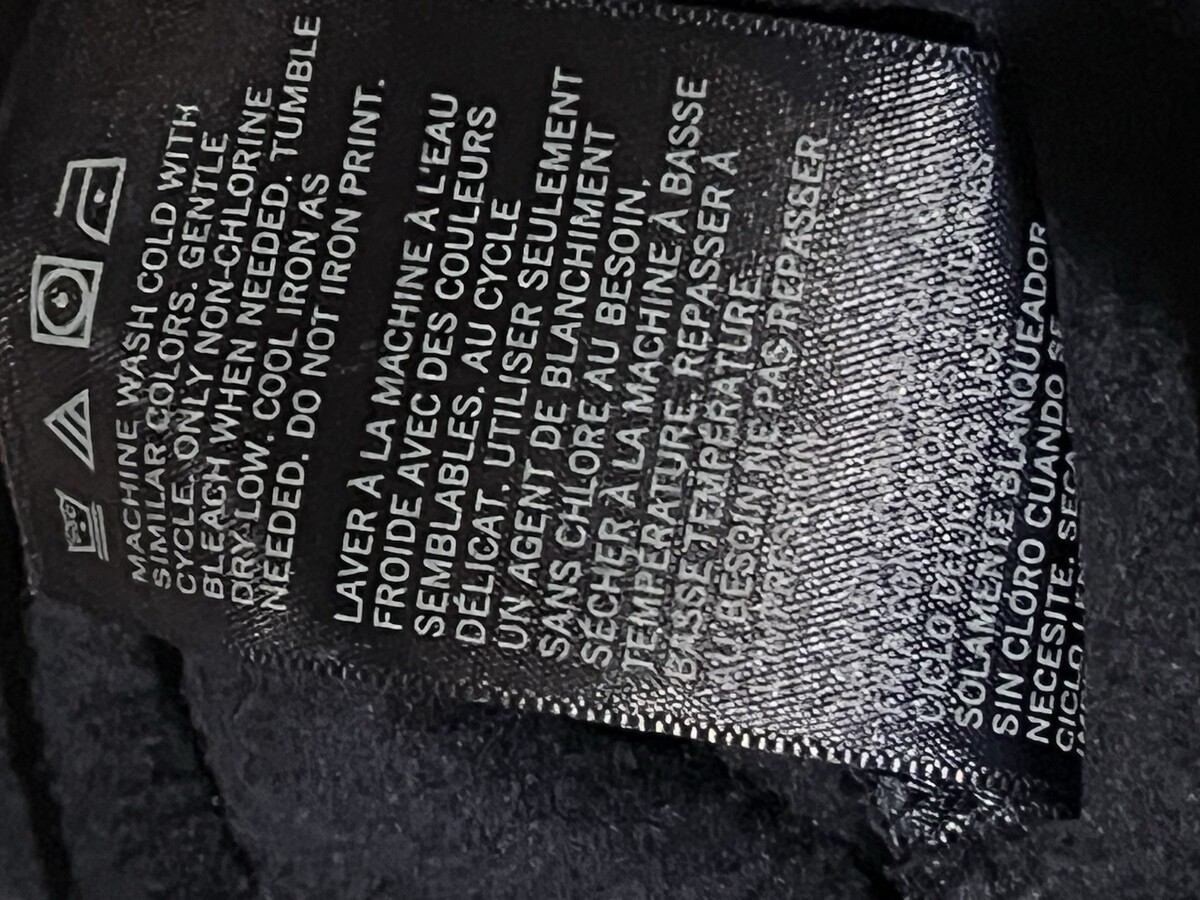 MACHINE WASH COLD WITH
SIMILAR COLORS. GENTLE
CYCLE. ONLY NON-CHLORINE
BLEACH WHEN NEEDED. TUMBLE
DRY LOW. COOL IRON AS
NEEDED. DO NOT IRON PRINT.
LAVER À LA MACHINE À L'EAU
FROIDE AVEC DES COULEURS
SEMBLABLES. AU CYCLE
DÉLICAT. UTILISER SEULEMENT
UN AGENT DE BLANCHIMENT
SANS CHLORE AU BESOIN,
SÉCHER À LA MACHINE À BASSE
TEMPÉRATURE. REPASSER À
BASSE TEMPÉRATURE
AU BESOIN NE PAS REPASSER
CICLO
SOLAMENTE BLANQUEADOR
SIN CLORO CUANDO SE
NECESITE.
CICLO